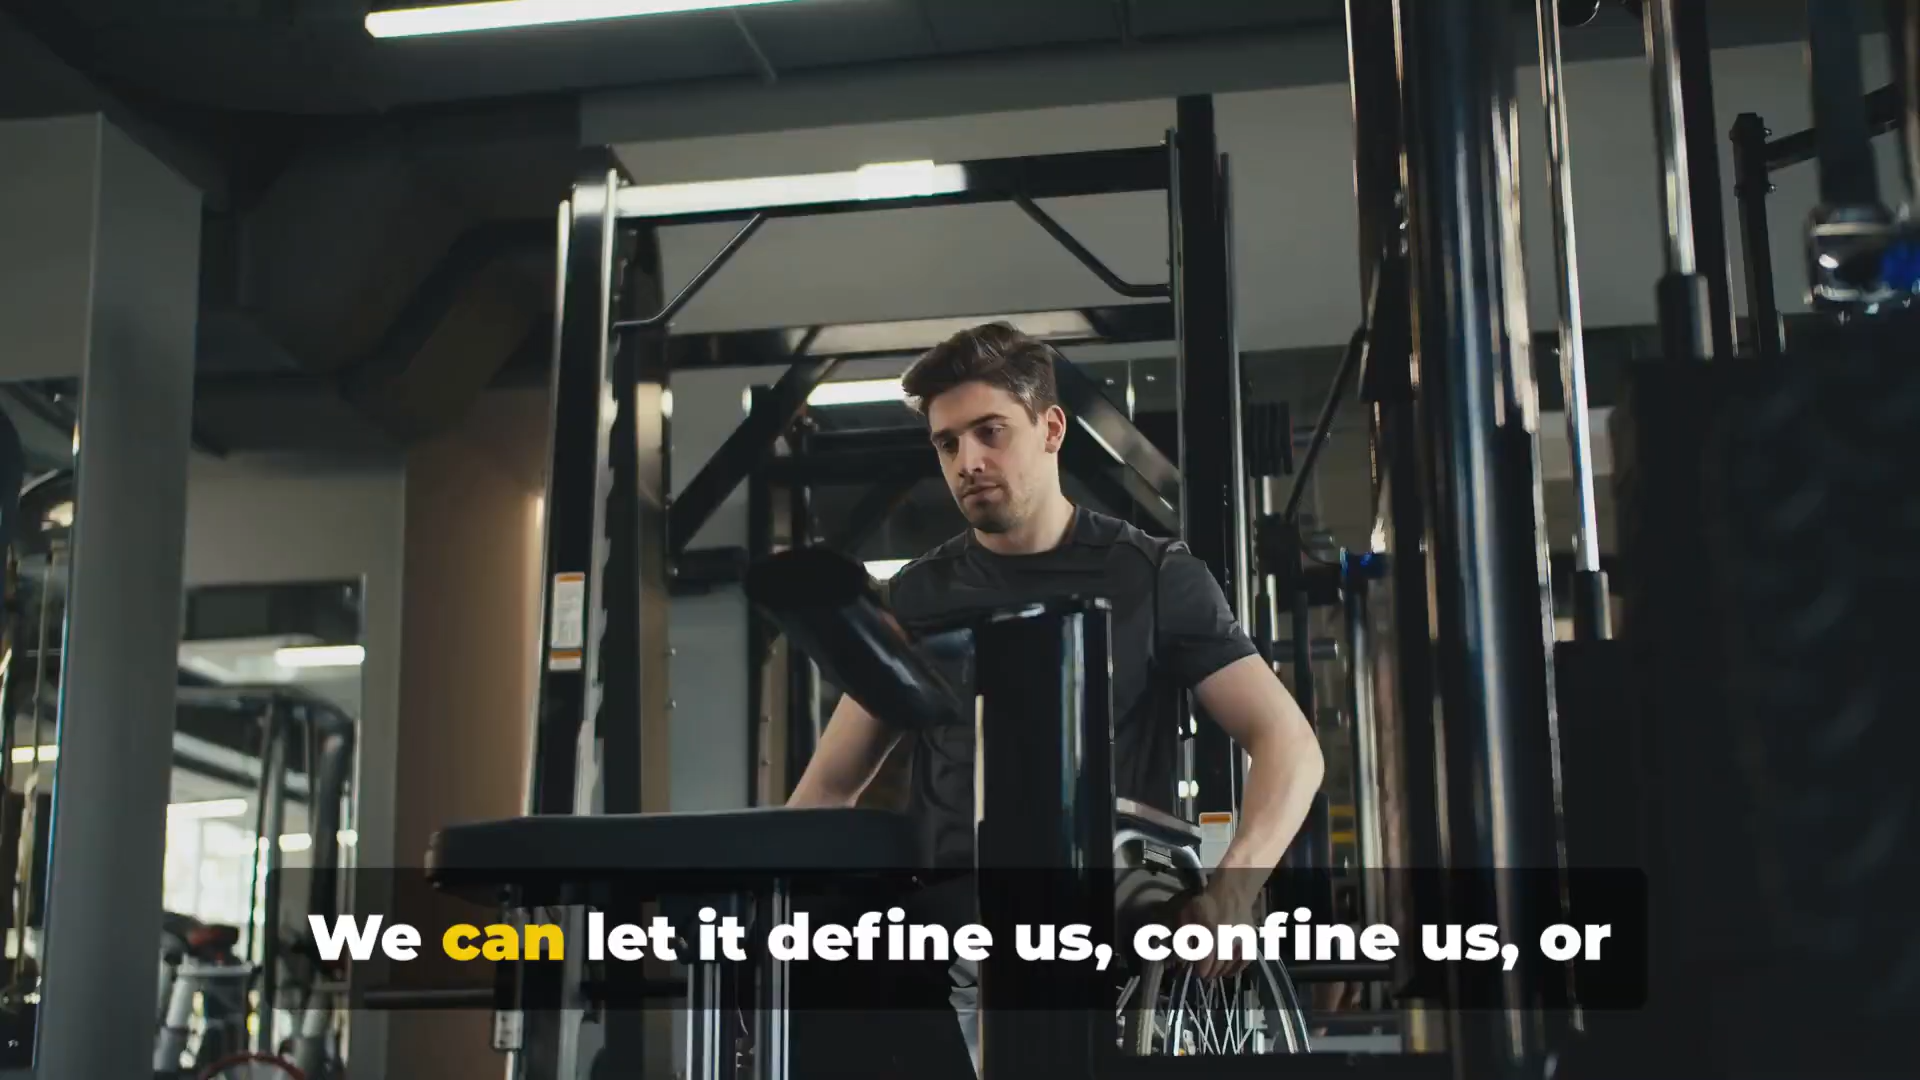 We can let it define us, confine us, or